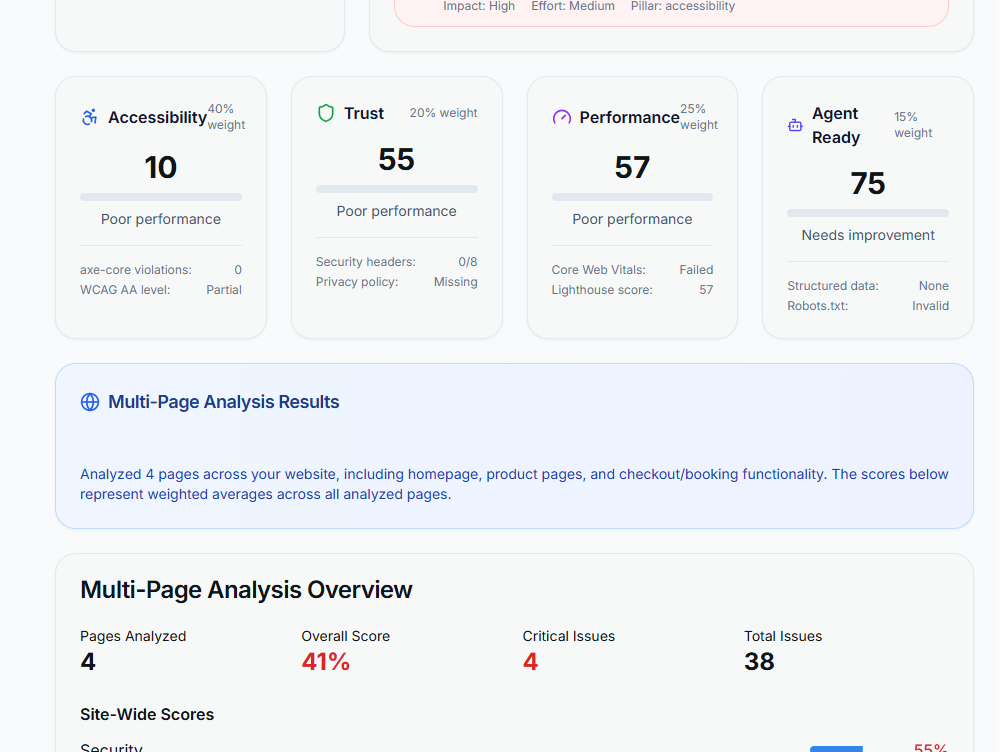 Impact: High Effort: Medium Pillar: accessibility
Accessibility 40% weight
10
Poor performance
axe-core violations: 0
WCAG AA level: Partial
Trust 20% weight
55
Poor performance
Security headers: 0/8
Privacy policy: Missing
Performance 25% weight
57
Poor performance
Core Web Vitals: Failed
Lighthouse score: 57
Agent Ready 15% weight
75
Needs improvement
Structured data: None
Robots.txt: Invalid
Multi-Page Analysis Results
Analyzed 4 pages across your website, including homepage, product pages, and checkout/booking functionality. The scores below
represent weighted averages across all analyzed pages.
Multi-Page Analysis Overview
Pages Analyzed Overall Score Critical Issues Total Issues
4 41% 4 38
Site-Wide Scores
Security 55%